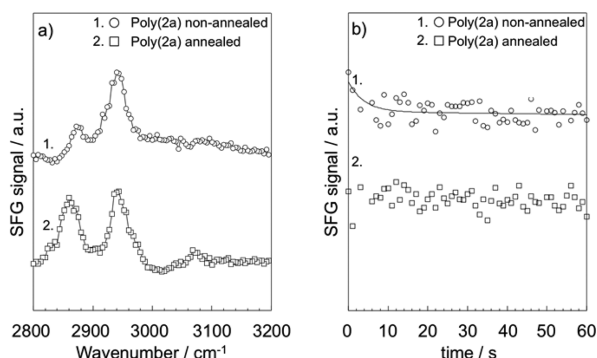 a)
1. ○ Poly(2a) non-annealed
2. □ Poly(2a) annealed
1.
2.
SFG signal / a.u.
2800 2900 3000 3100 3200
Wavenumber / cm-1
b)
1. ○ Poly(2a) non-annealed
2. □ Poly(2a) annealed
1.
2.
SFG signal / a.u.
0 10 20 30 40 50 60
time / s